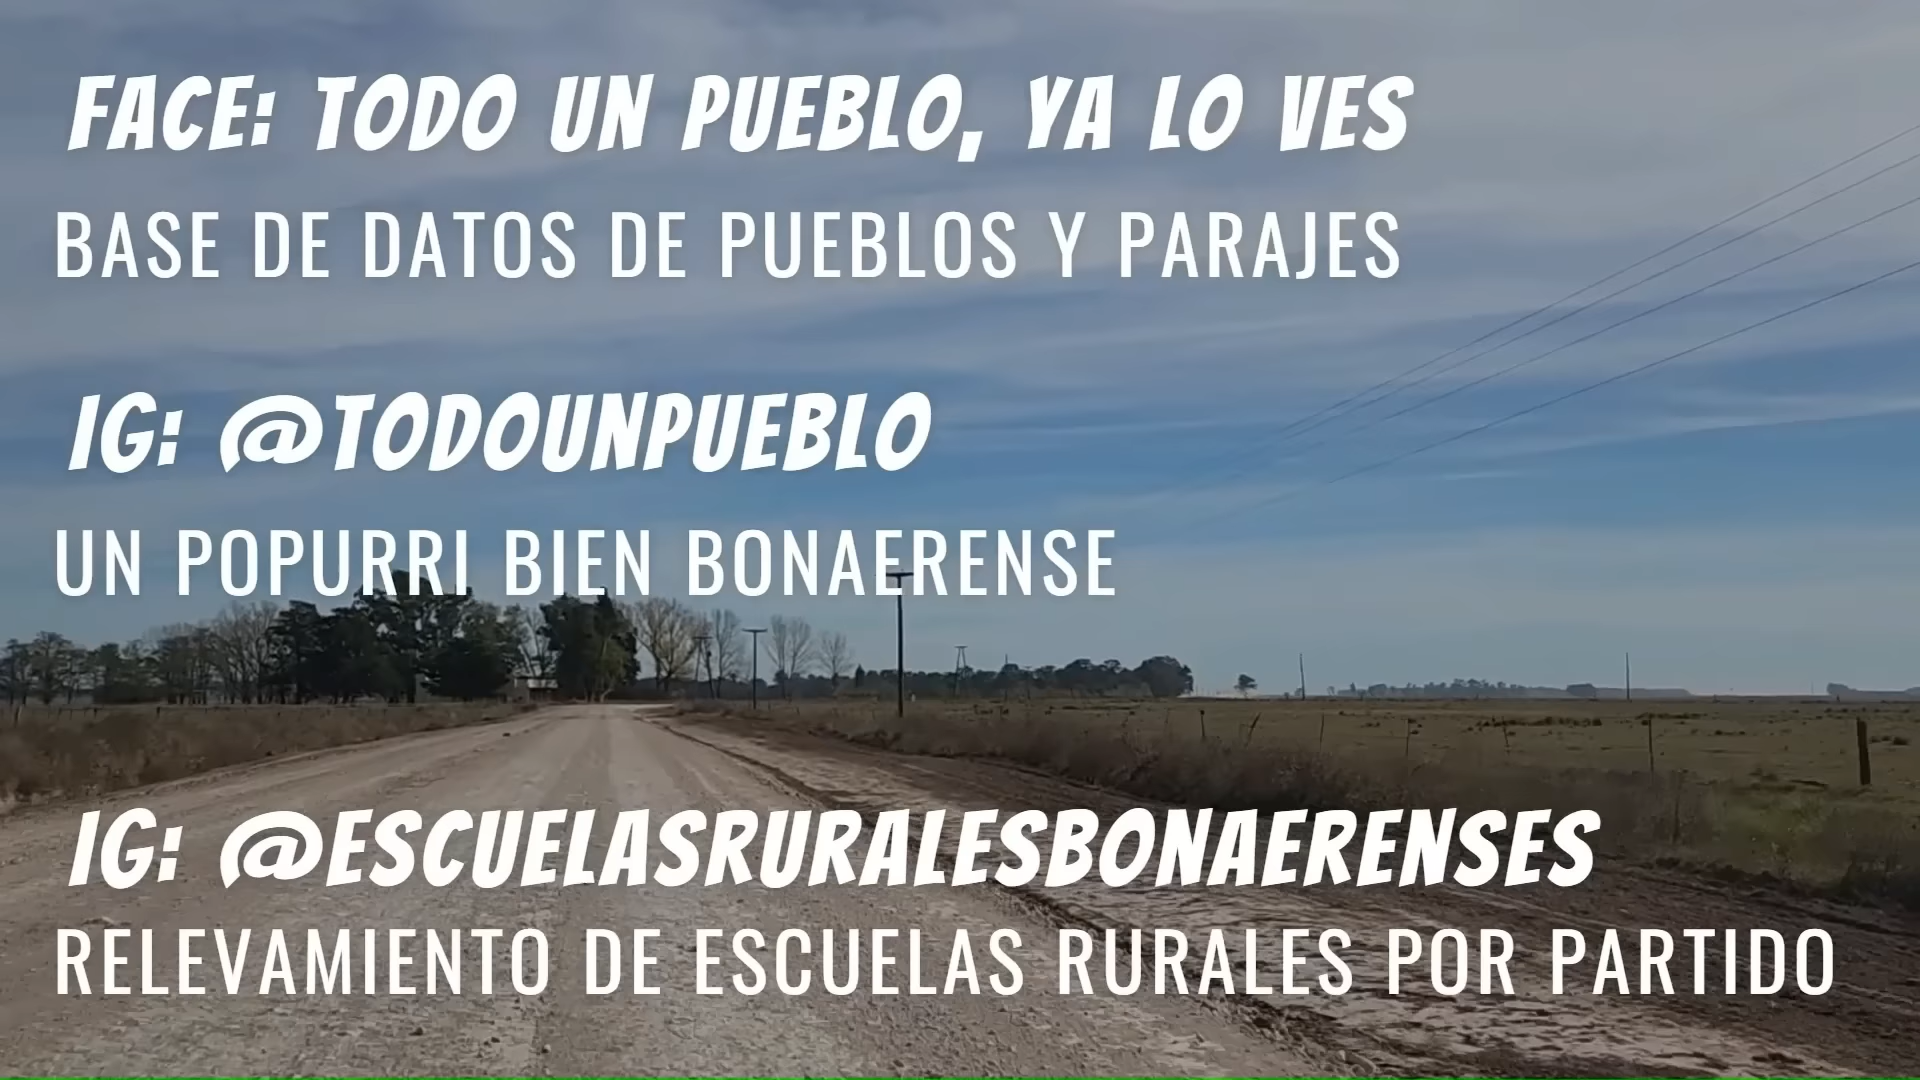 FACE: TODO UN PUEBLO, YA LO VES
BASE DE DATOS DE PUEBLOS Y PARAJES
IG: @TODOUNPUEBLO
UN POPURRI BIEN BONAERENSE
IG: @ESCUELASRURALESBONAERENSES
RELEVAMIENTO DE ESCUELAS RURALES POR PARTIDO